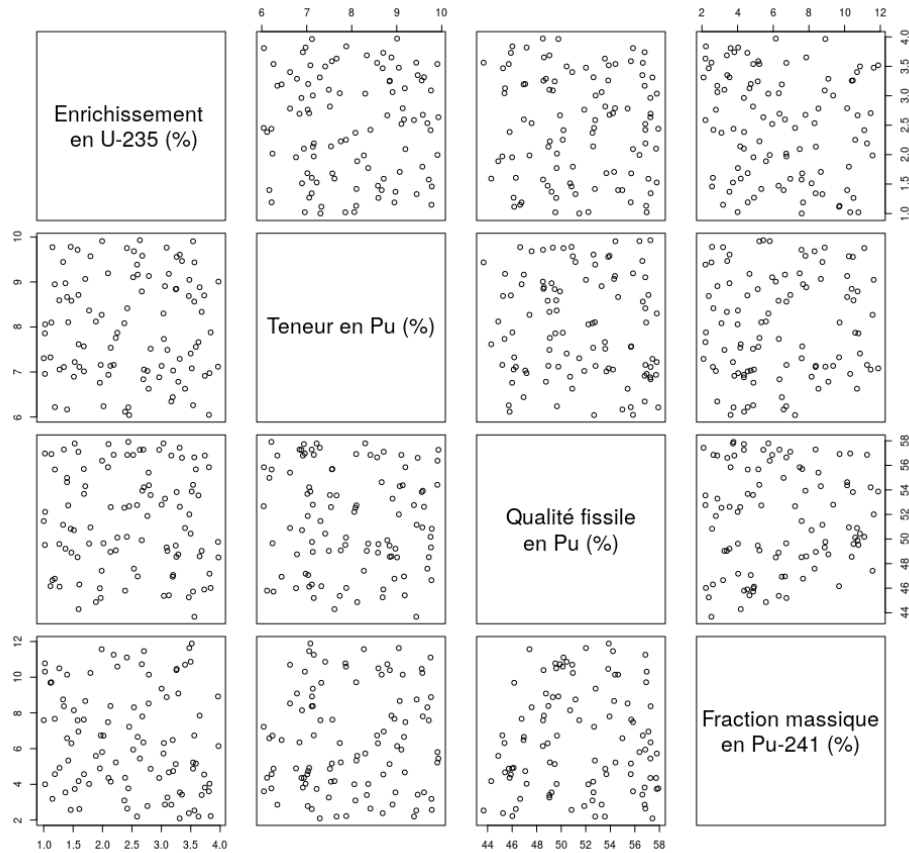 6 7 8 9 10
2 4 6 8 10 12
Enrichissement
en U-235 (%)
1.0 1.5 2.0 2.5 3.0 3.5 4.0
6 7 8 9 10
Teneur en Pu (%)
Qualité fissile
en Pu (%)
44 46 48 50 52 54 56 58
2 4 6 8 10 12
Fraction massique
en Pu-241 (%)
1.0 1.5 2.0 2.5 3.0 3.5 4.0
44 46 48 50 52 54 56 58